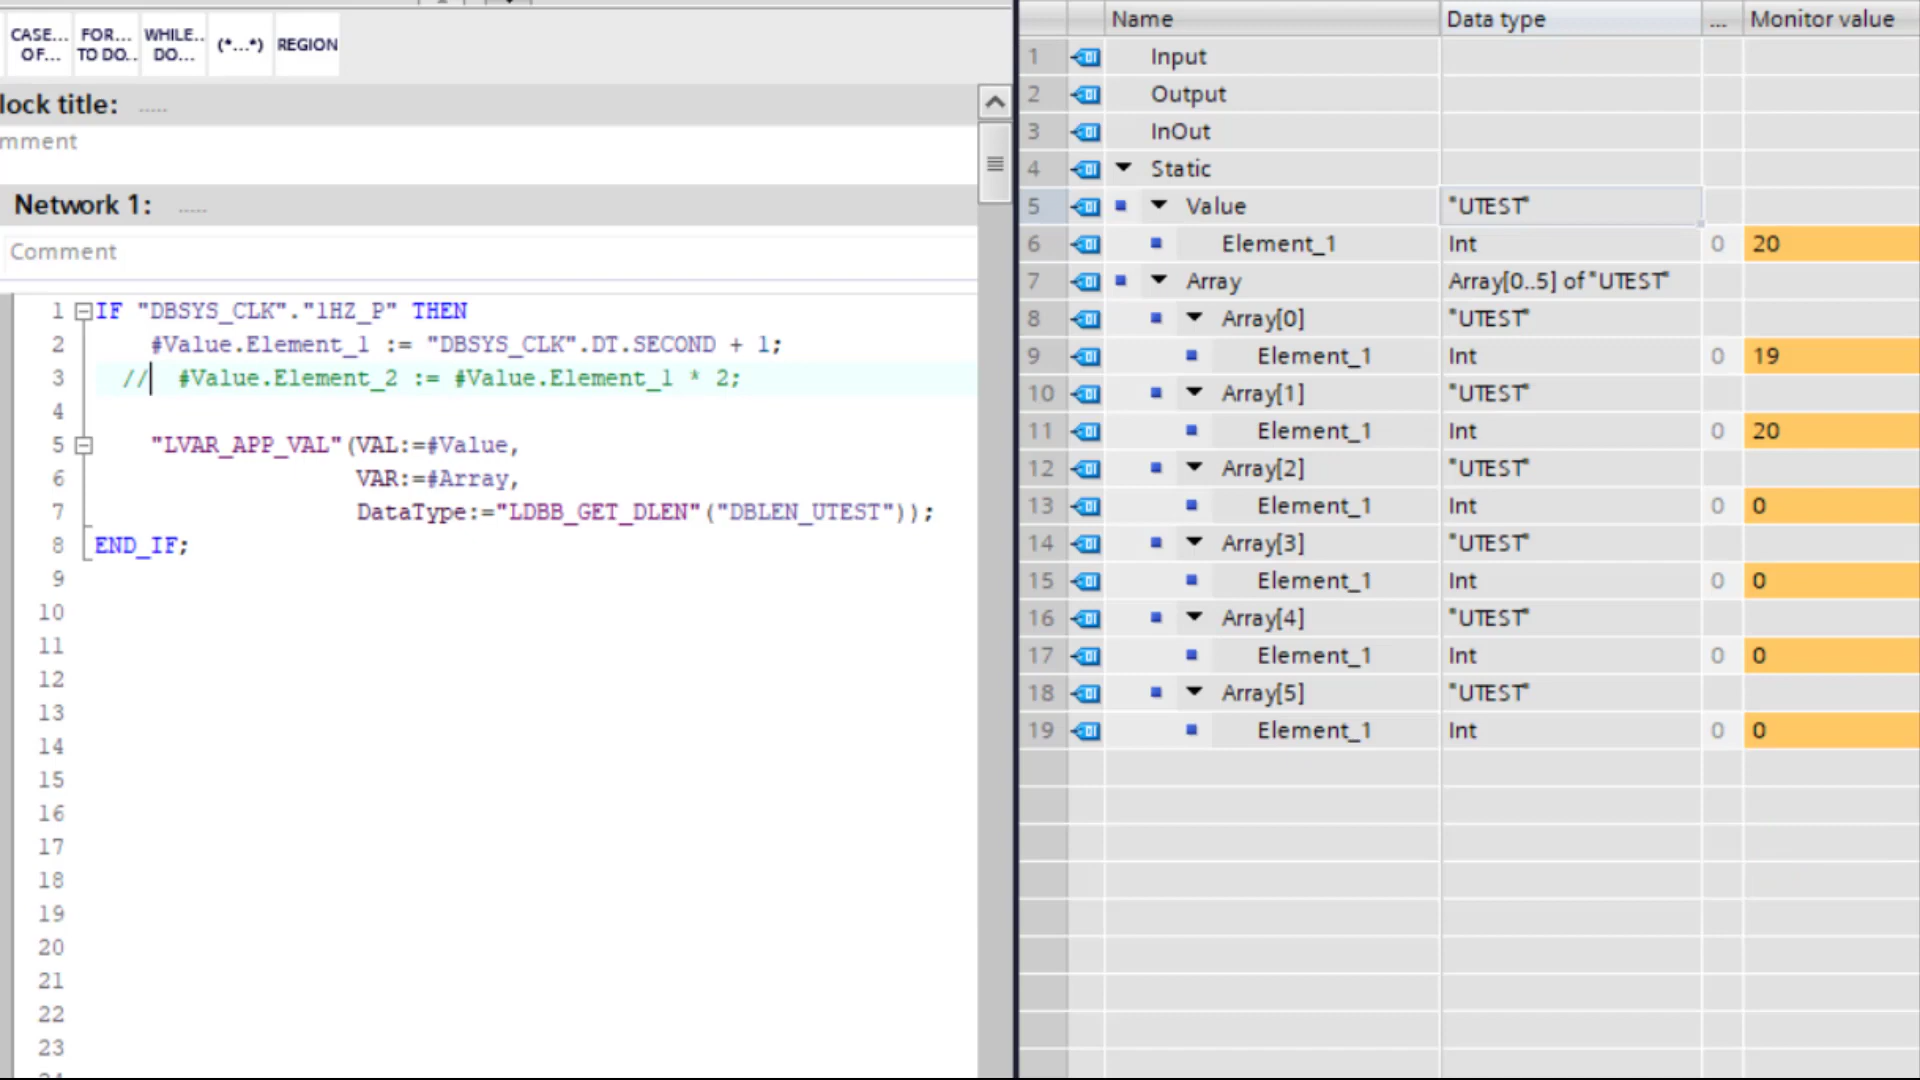 CASE... OF...
FOR... TO DO..
WHILE.. DO...
(*...*)
REGION
lock title: .....
mment
Network 1: .....
Comment
1 IF "DBSYS_CLK"."1HZ_P" THEN
2 #Value.Element_1 := "DBSYS_CLK".DT.SECOND + 1;
3 // #Value.Element_2 := #Value.Element_1 * 2;
4
5 "LVAR_APP_VAL"(VAL:=#Value,
6 VAR:=#Array,
7 DataType:="LDBB_GET_DLEN"("DBLEN_UTEST"));
8 END_IF;
9
10
11
12
13
14
15
16
17
18
19
20
21
22
23
Name Data type ... Monitor value
1 Input
2 Output
3 InOut
4 Static
5 Value "UTEST"
6 Element_1 Int 0 20
7 Array Array[0..5] of "UTEST"
8 Array[0] "UTEST"
9 Element_1 Int 0 19
10 Array[1] "UTEST"
11 Element_1 Int 0 20
12 Array[2] "UTEST"
13 Element_1 Int 0 0
14 Array[3] "UTEST"
15 Element_1 Int 0 0
16 Array[4] "UTEST"
17 Element_1 Int 0 0
18 Array[5] "UTEST"
19 Element_1 Int 0 0